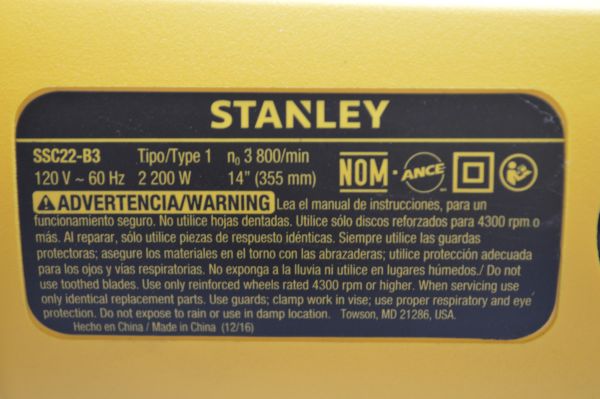 STANLEY
SSC22-B3 Tipo/Type 1 n₀ 3 800/min
120 V ~ 60 Hz 2 200 W 14" (355 mm) NOM · ANCE
ADVERTENCIA/WARNING Lea el manual de instrucciones, para un
funcionamiento seguro. No utilice hojas dentadas. Utilice sólo discos reforzados para 4300 rpm o
más. Al reparar, sólo utilice piezas de respuesto idénticas. Siempre utilice las guardas
protectoras; asegure los materiales en el torno con las abrazaderas; utilice protección adecuada
para los ojos y vías respiratorias. No exponga a la lluvia ni utilice en lugares húmedos./ Do not
use toothed blades. Use only reinforced wheels rated 4300 rpm or higher. When servicing use
only identical replacement parts. Use guards; clamp work in vise; use proper respiratory and eye
protection. Do not expose to rain or use in damp location. Towson, MD 21286, USA.
Hecho en China / Made in China (12/16)